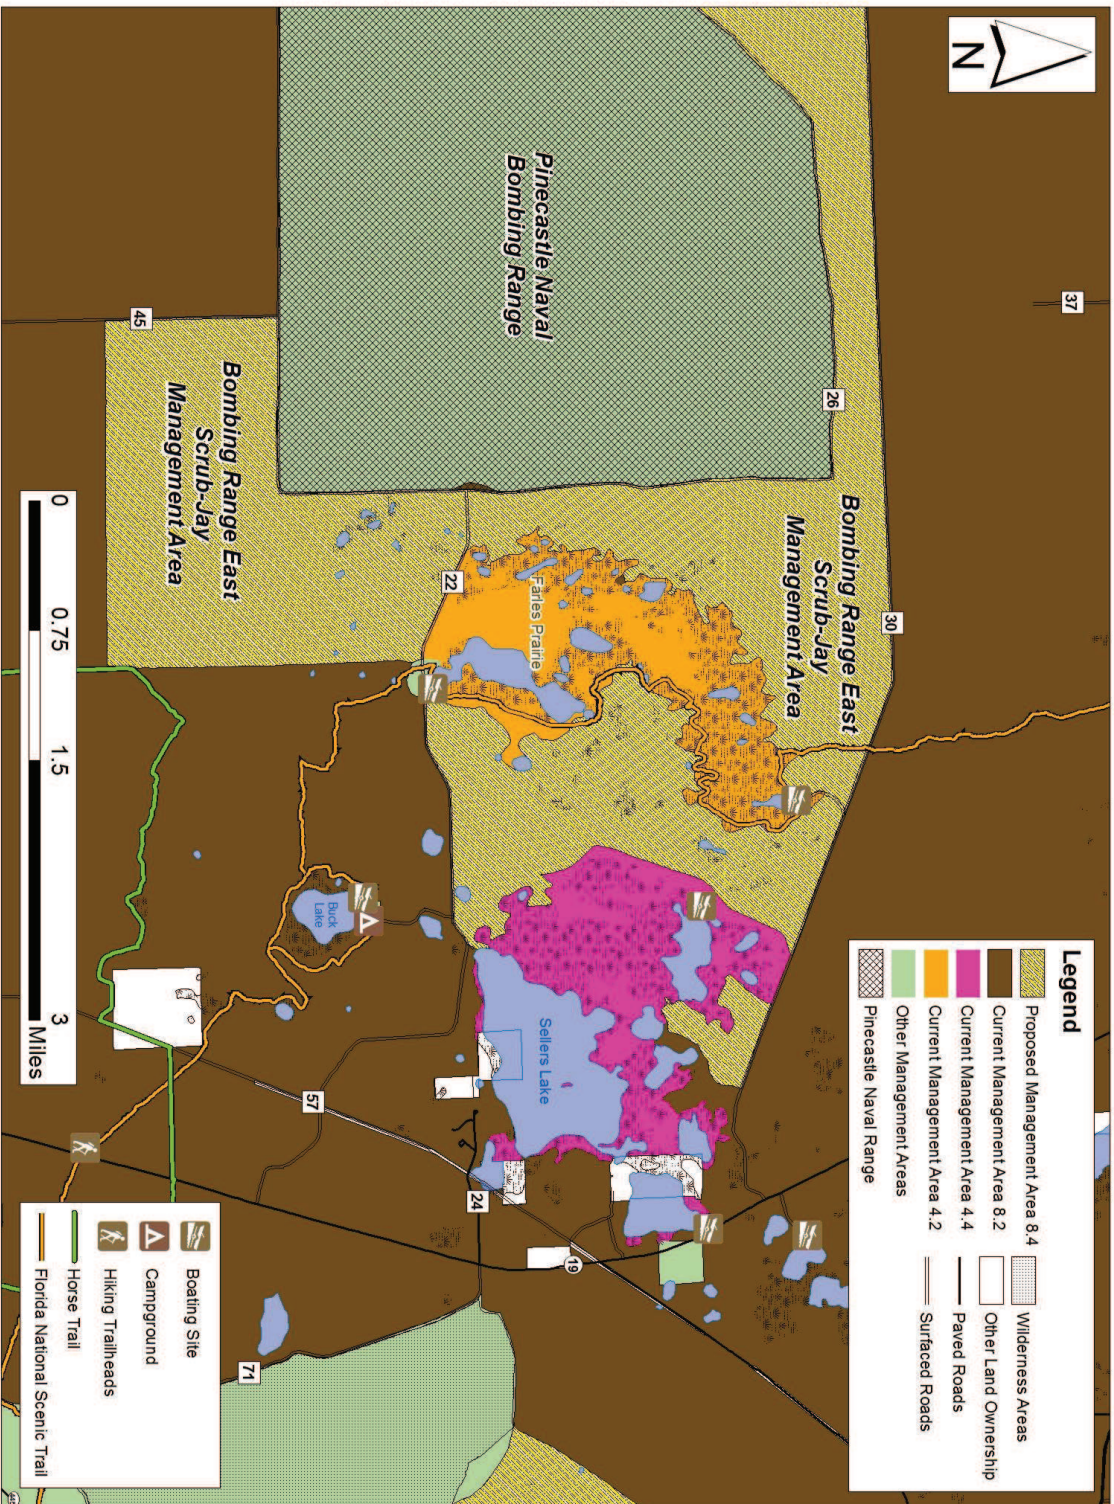 N
37
Pinecastle Naval
Bombing Range
26
45
Bombing Range East
Scrub-Jay
Management Area
Bombing Range East
Scrub-Jay
Management Area
30
22
Farles Prairie
Buck
Lake
Sellers Lake
57
24
19
71
0
0.75
1.5
3
Miles
Legend
Proposed Management Area 8.4
Current Management Area 8.2
Current Management Area 4.4
Current Management Area 4.2
Other Management Areas
Pinecastle Naval Range
Wilderness Areas
Other Land Ownership
Paved Roads
Surfaced Roads
Boating Site
Campground
Hiking Trailheads
Horse Trail
Florida National Scenic Trail